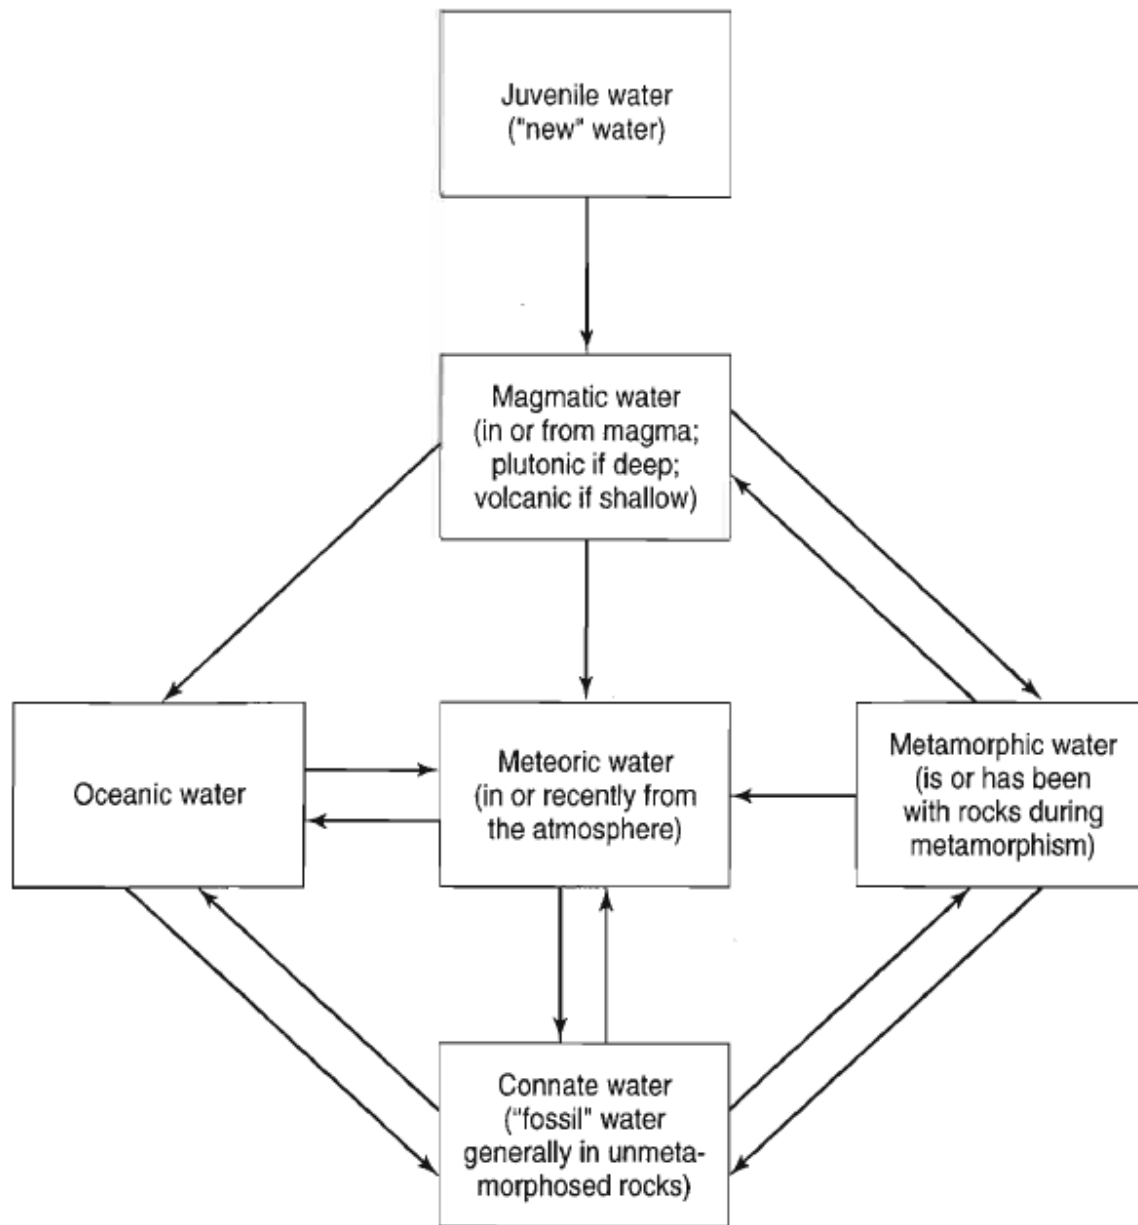 Juvenile water
("new" water)
Magmatic water
(in or from magma;
plutonic if deep;
volcanic if shallow)
Oceanic water
Meteoric water
(in or recently from
the atmosphere)
Metamorphic water
(is or has been
with rocks during
metamorphism)
Connate water
("fossil" water
generally in unmeta-
morphosed rocks)